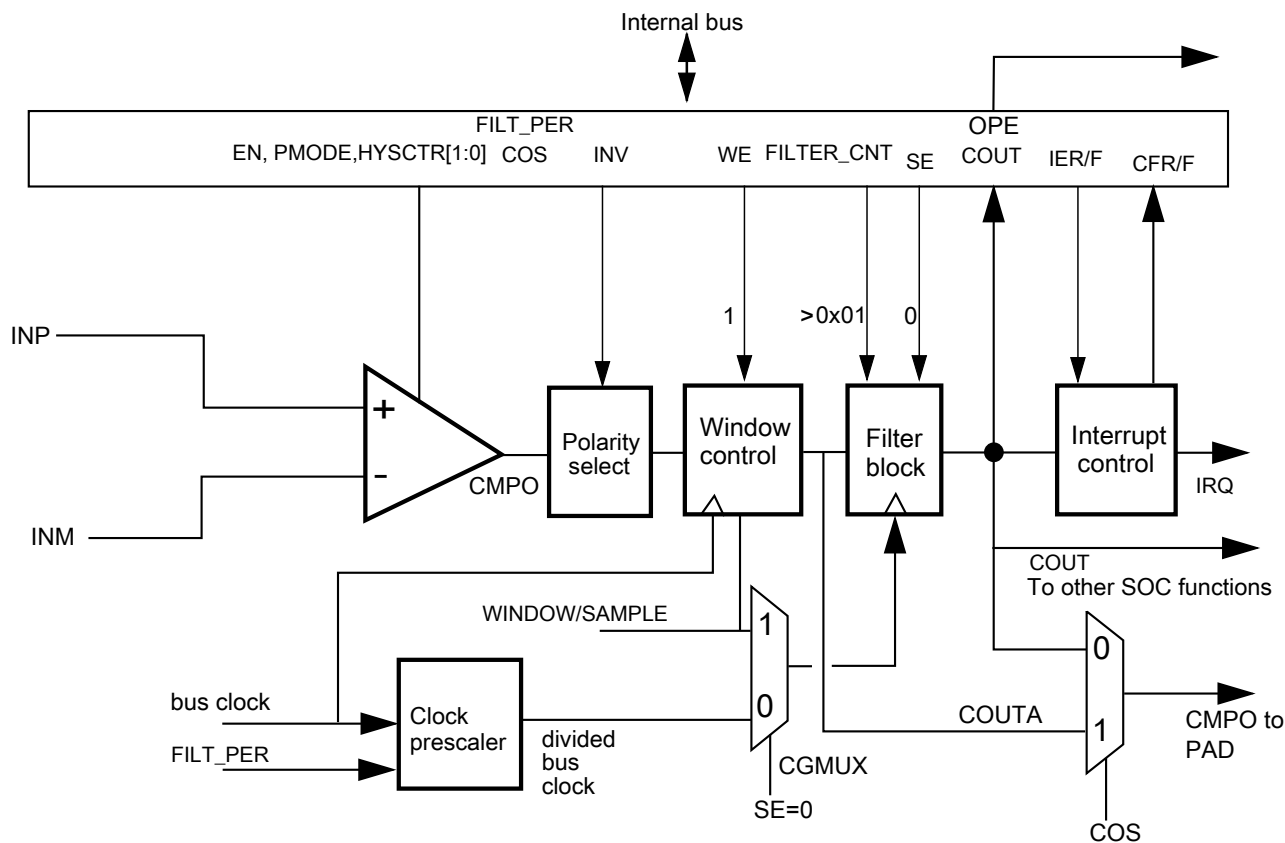 Internal bus
FILT_PER
OPE
EN, PMODE,HYSCTR[1:0]
COS
INV
WE
FILTER_CNT
SE
COUT
IER/F
CFR/F
1
>0x01
0
INP
+
-
INM
CMPO
Polarity
select
Window
control
Filter
block
Interrupt
control
IRQ
COUT
To other SOC functions
WINDOW/SAMPLE
1
0
bus clock
FILT_PER
Clock
prescaler
divided
bus
clock
CGMUX
SE=0
COUTA
0
1
CMPO to
PAD
COS